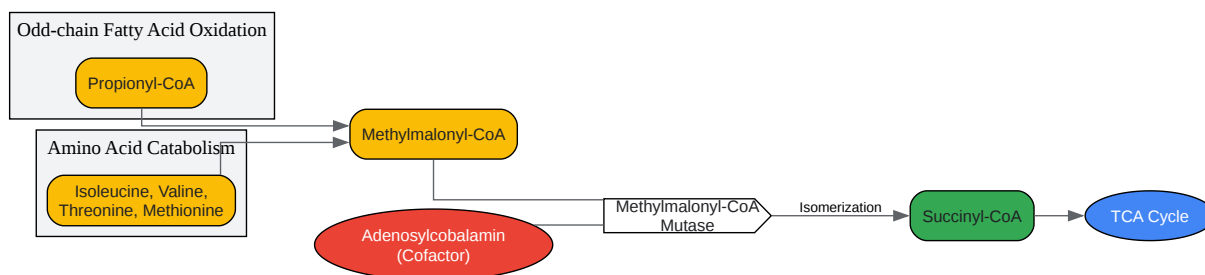 Odd-chain Fatty Acid Oxidation
Propionyl-CoA
Amino Acid Catabolism
Isoleucine, Valine,
Threonine, Methionine
Methylmalonyl-CoA
Adenosylcobalamin
(Cofactor)
Methylmalonyl-CoA
Mutase
Isomerization
Succinyl-CoA
TCA Cycle